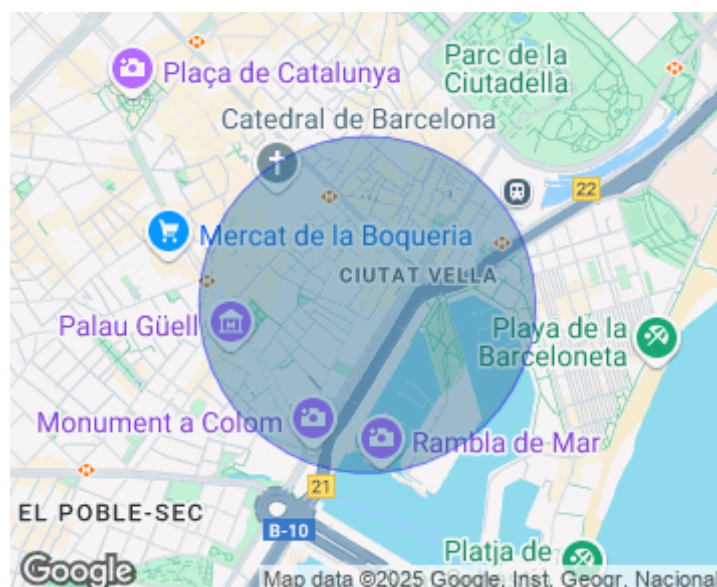 Parc de la
Ciutadella
Plaça de Catalunya
Catedral de Barcelona
22
Mercat de la Boqueria
CIUTAT VELLA
Palau Güell
Playa de la
Barceloneta
Monument a Colom
Rambla de Mar
21
EL POBLE-SEC
B-10
Platja de
Google
Map data ©2025 Google, Inst. Geogr. Nacional